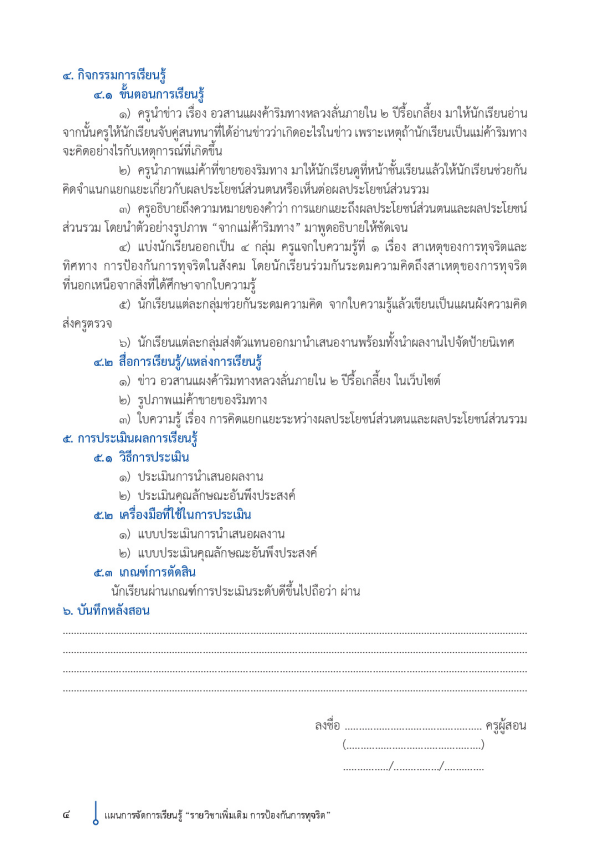 ๔. กิจกรรมการเรียนรู้
๔.๑ ขั้นตอนการเรียนรู้
๑) ครูนำข่าว เรื่อง อวสานแผงค้าริมทางหลวงลั่นภายใน ๒ ปีรื้อเกลี้ยง มาให้นักเรียนอ่าน
จากนั้นครูให้นักเรียนจับคู่สนทนาที่ได้อ่านข่าวว่าเกิดอะไรในข่าว เพราะเหตุถ้านักเรียนเป็นแม่ค้าริมทาง
จะคิดอย่างไรกับเหตุการณ์ที่เกิดขึ้น
๒) ครูนำภาพแม่ค้าที่ขายของริมทาง มาให้นักเรียนดูที่หน้าชั้นเรียนแล้วให้นักเรียนช่วยกัน
คิดจำแนกแยกแยะเกี่ยวกับผลประโยชน์ส่วนตนหรือเห็นต่อผลประโยชน์ส่วนรวม
๓) ครูอธิบายถึงความหมายของคำว่า การแยกแยะถึงผลประโยชน์ส่วนตนและผลประโยชน์
ส่วนรวม โดยนำตัวอย่างรูปภาพ “จากแม่ค้าริมทาง” มาพูดอธิบายให้ชัดเจน
๔) แบ่งนักเรียนออกเป็น ๔ กลุ่ม ครูแจกใบความรู้ที่ ๑ เรื่อง สาเหตุของการทุจริตและ
ทิศทาง การป้องกันการทุจริตในสังคม โดยนักเรียนร่วมกันระดมความคิดถึงสาเหตุของการทุจริต
ที่นอกเหนือจากสิ่งที่ได้ศึกษาจากใบความรู้
๕) นักเรียนแต่ละกลุ่มช่วยกันระดมความคิด จากใบความรู้แล้วเขียนเป็นแผนผังความคิด
ส่งครูตรวจ
๖) นักเรียนแต่ละกลุ่มส่งตัวแทนออกมานำเสนองานพร้อมทั้งนำผลงานไปจัดป้ายนิเทศ
๔.๒ สื่อการเรียนรู้/แหล่งการเรียนรู้
๑) ข่าว อวสานแผงค้าริมทางหลวงลั่นภายใน ๒ ปีรื้อเกลี้ยง ในเว็บไซต์
๒) รูปภาพแม่ค้าขายของริมทาง
๓) ใบความรู้ เรื่อง การคิดแยกแยะระหว่างผลประโยชน์ส่วนตนและผลประโยชน์ส่วนรวม
๕. การประเมินผลการเรียนรู้
๕.๑ วิธีการประเมิน
๑) ประเมินการนำเสนอผลงาน
๒) ประเมินคุณลักษณะอันพึงประสงค์
๕.๒ เครื่องมือที่ใช้ในการประเมิน
๑) แบบประเมินการนำเสนอผลงาน
๒) แบบประเมินคุณลักษณะอันพึงประสงค์
๕.๓ เกณฑ์การตัดสิน
นักเรียนผ่านเกณฑ์การประเมินระดับดีขึ้นไปถือว่า ผ่าน
๖. บันทึกหลังสอน
................................................................................
................................................................................
................................................................................
................................................................................
ลงชื่อ ................................................ ครูผู้สอน
(................................................)
................/................/..............
๔ แผนการจัดการเรียนรู้ “รายวิชาเพิ่มเติม การป้องกันการทุจริต”